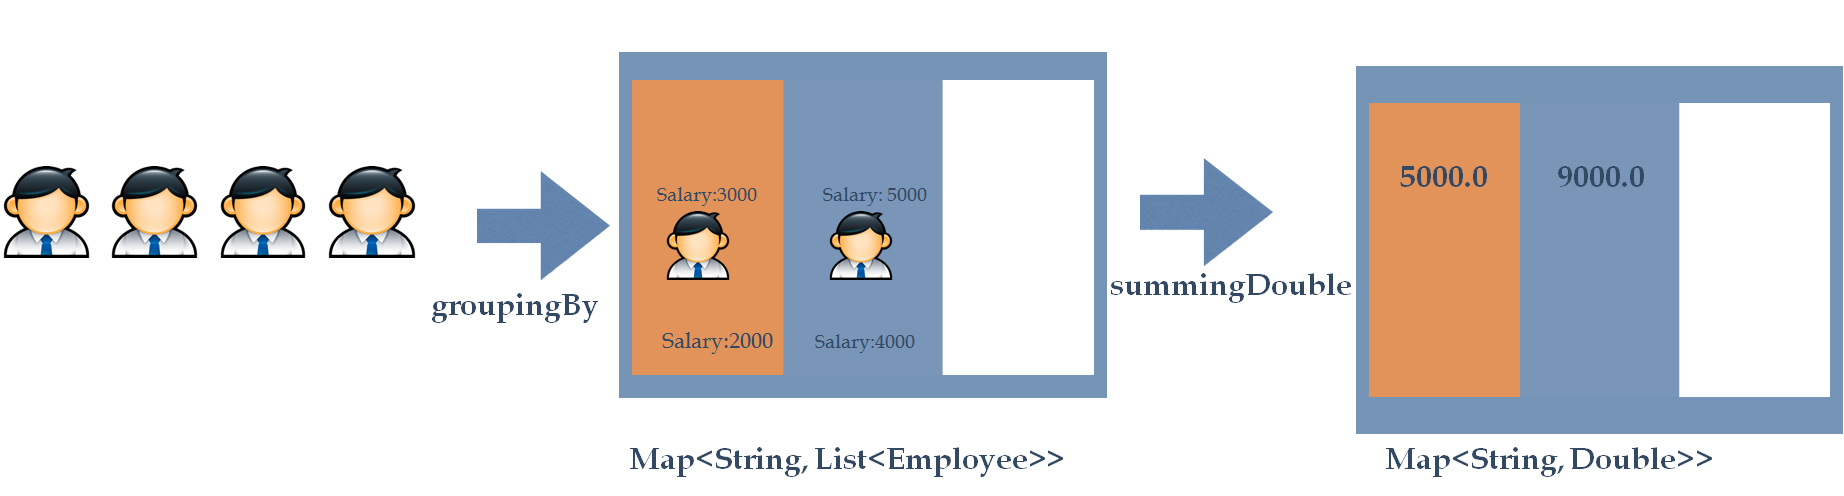 groupingBy
Salary:3000
Salary: 5000
Salary:2000
Salary:4000
Map<String, List<Employee>>
summingDouble
5000.0
9000.0
Map<String, Double>>